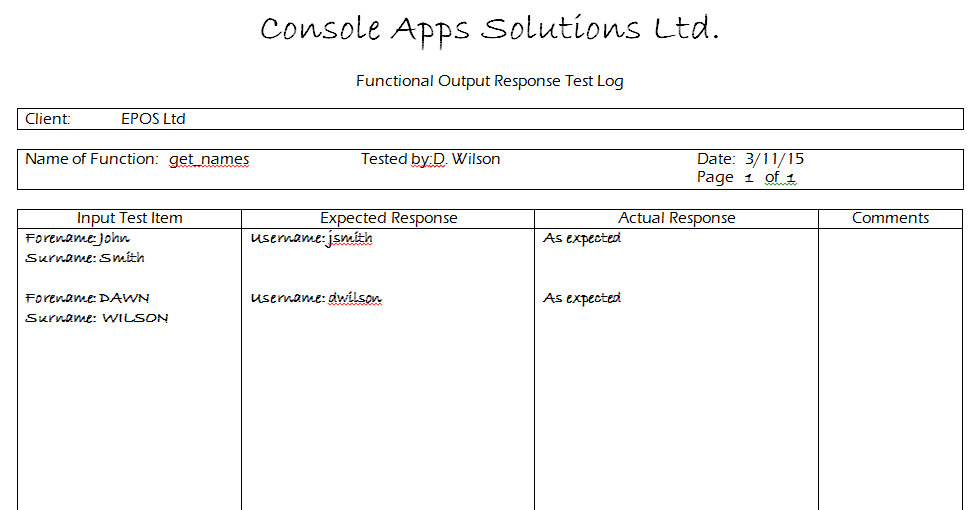 Console Apps Solutions Ltd.
Functional Output Response Test Log
Client: EPOS Ltd
Name of Function: get_names Tested by:D. Wilson Date: 3/11/15
Page 1 of 1
Input Test Item Expected Response Actual Response Comments
Forename: John Username: jsmith As expected
Surname: Smith
Forename: DAWN Username: dwilson As expected
Surname: WILSON